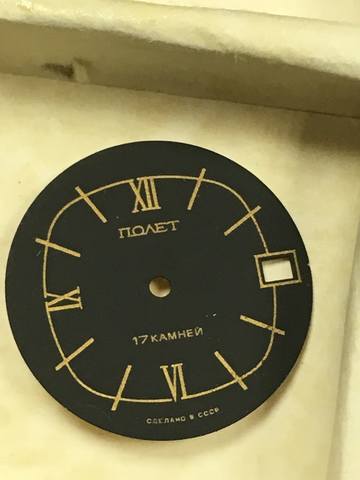 XII
ПОЛЕТ
IX
17 КАМНЕЙ
VI
СДЕЛАНО В СССР